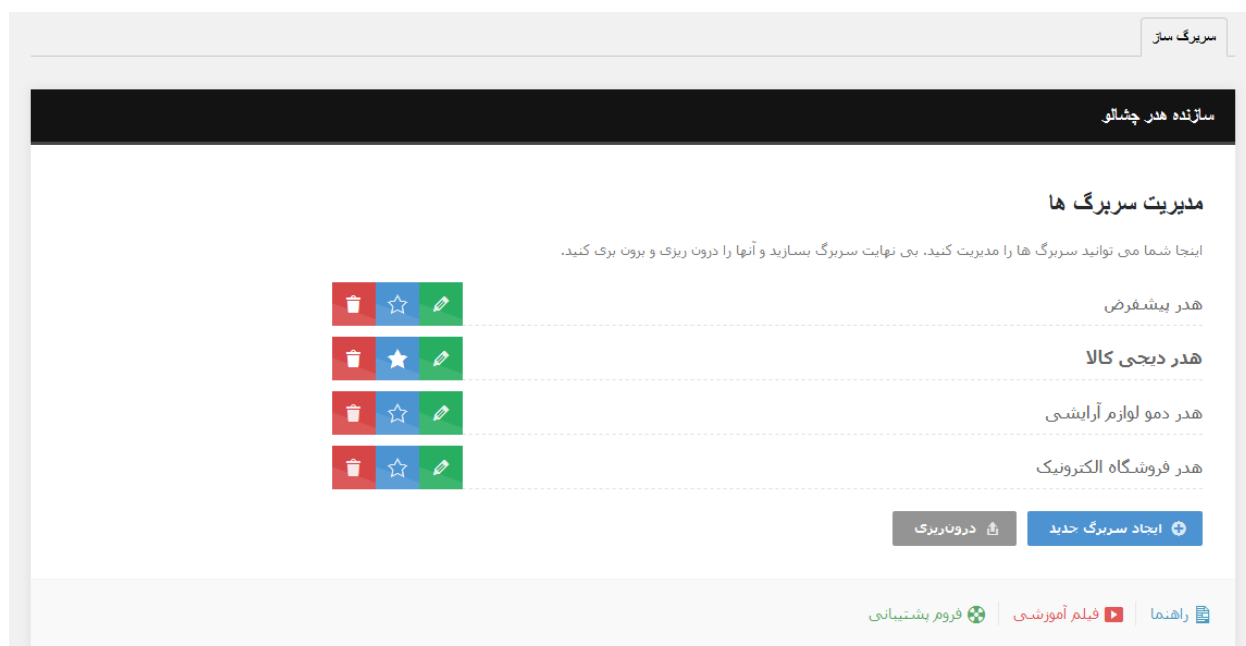 سربرگ ساز
سازنده هدر چشالو
مدیریت سربرگ ها
اینجا شما می توانید سربرگ ها را مدیریت کنید. بی نهایت سربرگ بسازید و آنها را درون ریزی و برون بری کنید.
هدر پیشفرض
هدر دیجی کالا
هدر دمو لوازم آرایشی
هدر فروشگاه الکترونیک
ایجاد سربرگ جدید درون‌ریزی
راهنما فیلم آموزشی فروم پشتیبانی